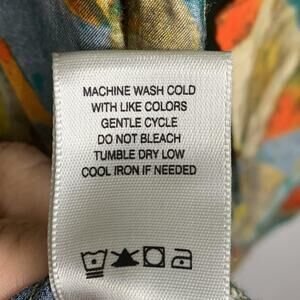 MACHINE WASH COLD
WITH LIKE COLORS
GENTLE CYCLE
DO NOT BLEACH
TUMBLE DRY LOW
COOL IRON IF NEEDED